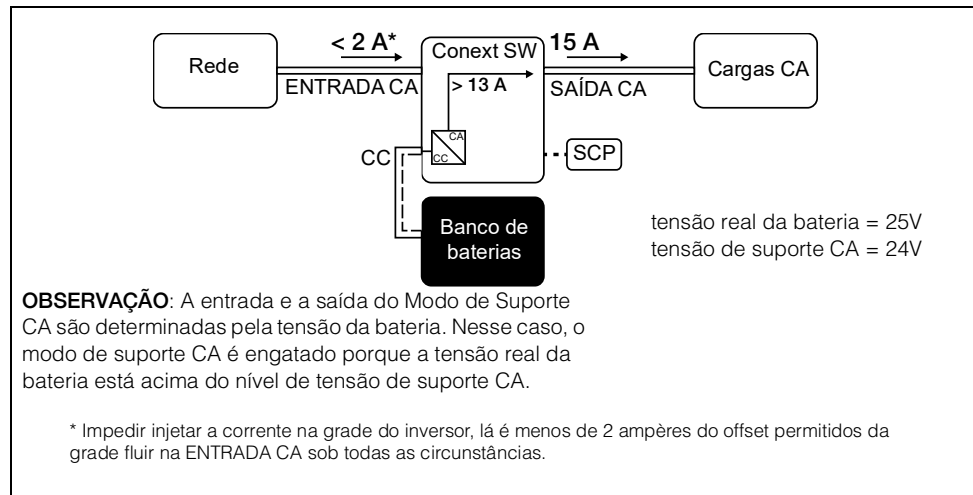 Rede
< 2 A*
ENTRADA CA
Conext SW
> 13 A
15 A
SAÍDA CA
Cargas CA
CA
CC
CC
SCP
Banco de
baterias
tensão real da bateria = 25V
tensão de suporte CA = 24V
OBSERVAÇÃO: A entrada e a saída do Modo de Suporte
CA são determinadas pela tensão da bateria. Nesse caso, o
modo de suporte CA é engatado porque a tensão real da
bateria está acima do nível de tensão de suporte CA.
* Impedir injetar a corrente na grade do inversor, lá é menos de 2 ampères do offset permitidos da
grade fluir na ENTRADA CA sob todas as circunstâncias.